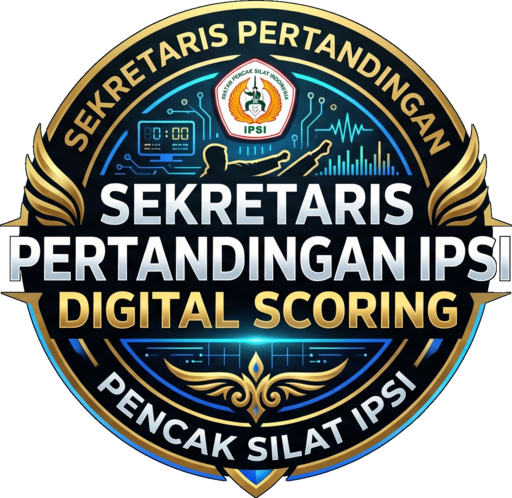 SEKRETARIS PERTANDINGAN
IKATAN PENCAK SILAT INDONESIA
IPSI
0:00
SEKRETARIS
PERTANDINGAN IPSI
DIGITAL SCORING
PENCAK SILAT IPSI